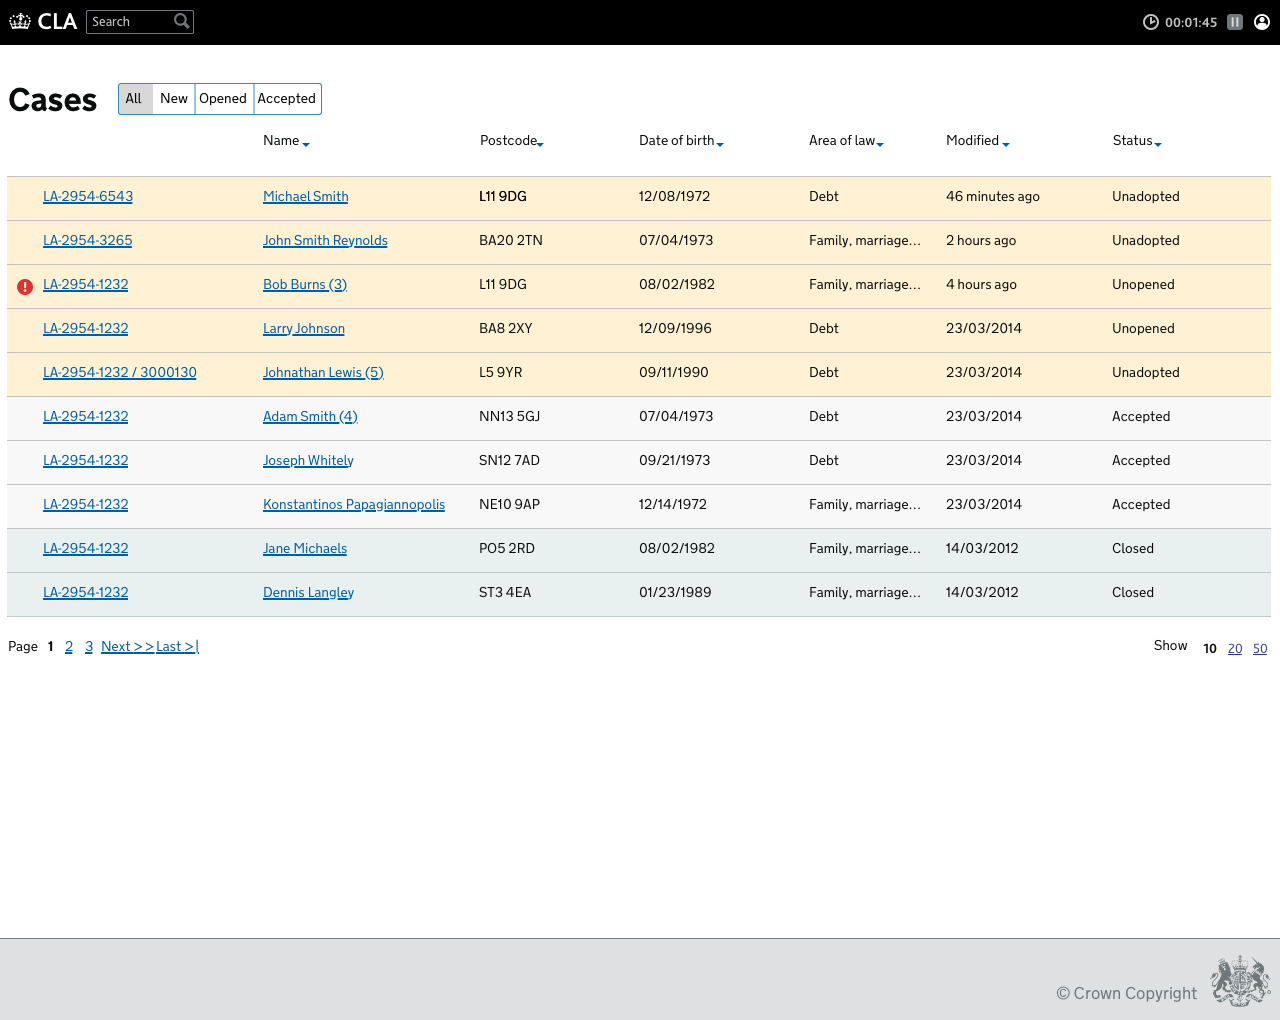 CLA Search 00:01:45
Cases All New Opened Accepted
Name Postcode Date of birth Area of law Modified Status
LA-2954-6543 Michael Smith L11 9DG 12/08/1972 Debt 46 minutes ago Unadopted
LA-2954-3265 John Smith Reynolds BA20 2TN 07/04/1973 Family, marriage... 2 hours ago Unadopted
LA-2954-1232 Bob Burns (3) L11 9DG 08/02/1982 Family, marriage... 4 hours ago Unopened
LA-2954-1232 Larry Johnson BA8 2XY 12/09/1996 Debt 23/03/2014 Unopened
LA-2954-1232 / 3000130 Johnathan Lewis (5) L5 9YR 09/11/1990 Debt 23/03/2014 Unadopted
LA-2954-1232 Adam Smith (4) NN13 5GJ 07/04/1973 Debt 23/03/2014 Accepted
LA-2954-1232 Joseph Whitely SN12 7AD 09/21/1973 Debt 23/03/2014 Accepted
LA-2954-1232 Konstantinos Papagiannopolis NE10 9AP 12/14/1972 Family, marriage... 23/03/2014 Accepted
LA-2954-1232 Jane Michaels PO5 2RD 08/02/1982 Family, marriage... 14/03/2012 Closed
LA-2954-1232 Dennis Langley ST3 4EA 01/23/1989 Family, marriage... 14/03/2012 Closed
Page 1 2 3 Next >> Last >| Show 10 20 50
© Crown Copyright